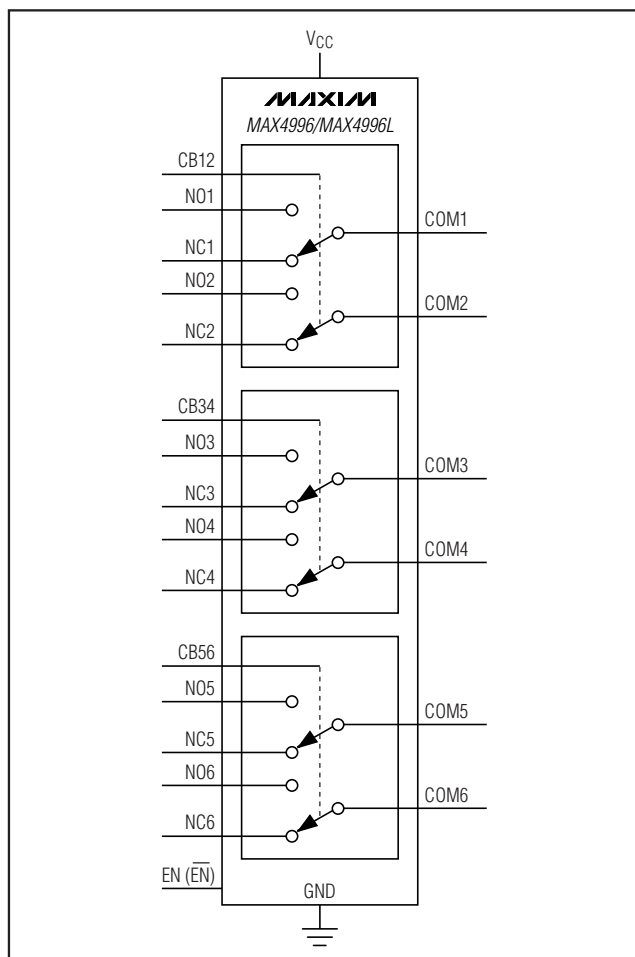 VCC
MAXIM
MAX4996/MAX4996L
CB12
NO1
COM1
NC1
NO2
COM2
NC2
CB34
NO3
COM3
NC3
NO4
COM4
NC4
CB56
NO5
COM5
NC5
NO6
COM6
NC6
EN (E̅N̅)
GND